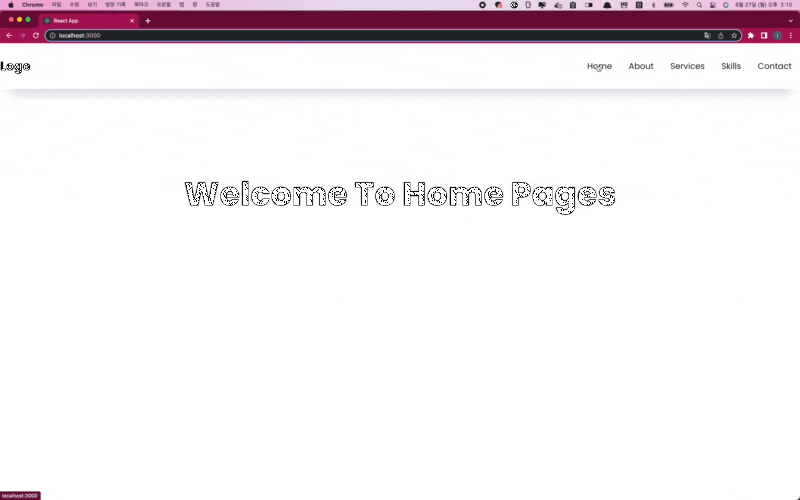 Chrome 파일 수정 보기 방문 기록 북마크 프로필 탭 창 도움말 6월 27일 (월) 오후 2:10
React App
localhost:3000
Logo Home About Services Skills Contact
Welcome To Home Pages
localhost:3000